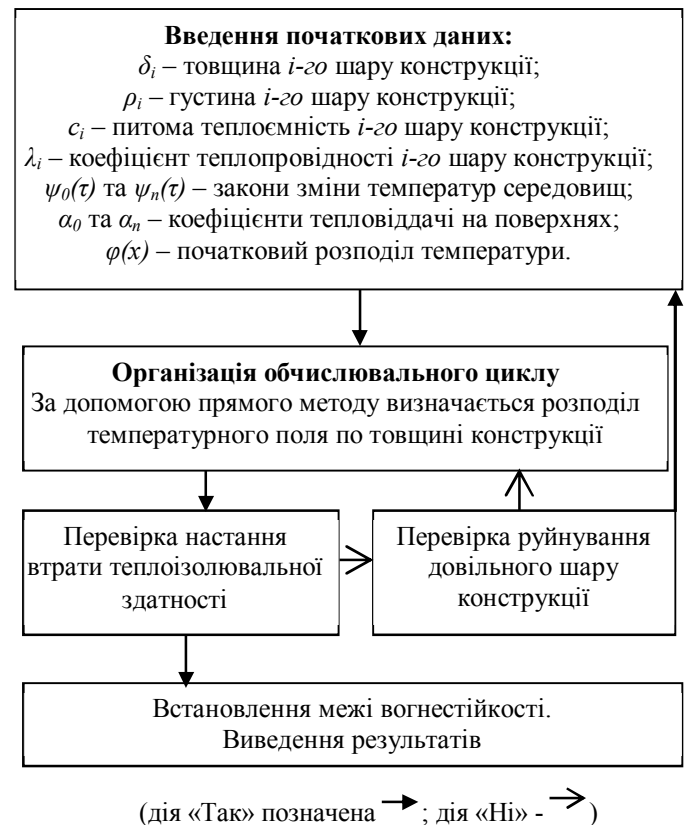 Введення початкових даних:
δi – товщина i-го шару конструкції;
ρi – густина i-го шару конструкції;
ci – питома теплоємність i-го шару конструкції;
λi – коефіцієнт теплопровідності i-го шару конструкції;
ψ0(τ) та ψn(τ) – закони зміни температур середовищ;
α0 та αn – коефіцієнти тепловіддачі на поверхнях;
φ(x) – початковий розподіл температури.
Організація обчислювального циклу
За допомогою прямого методу визначається розподіл
температурного поля по товщині конструкції
Перевірка настання
втрати теплоізолювальної
здатності
Перевірка руйнування
довільного шару
конструкції
Встановлення межі вогнестійкості.
Виведення результатів
(дія «Так» позначена →; дія «Ні» - →)